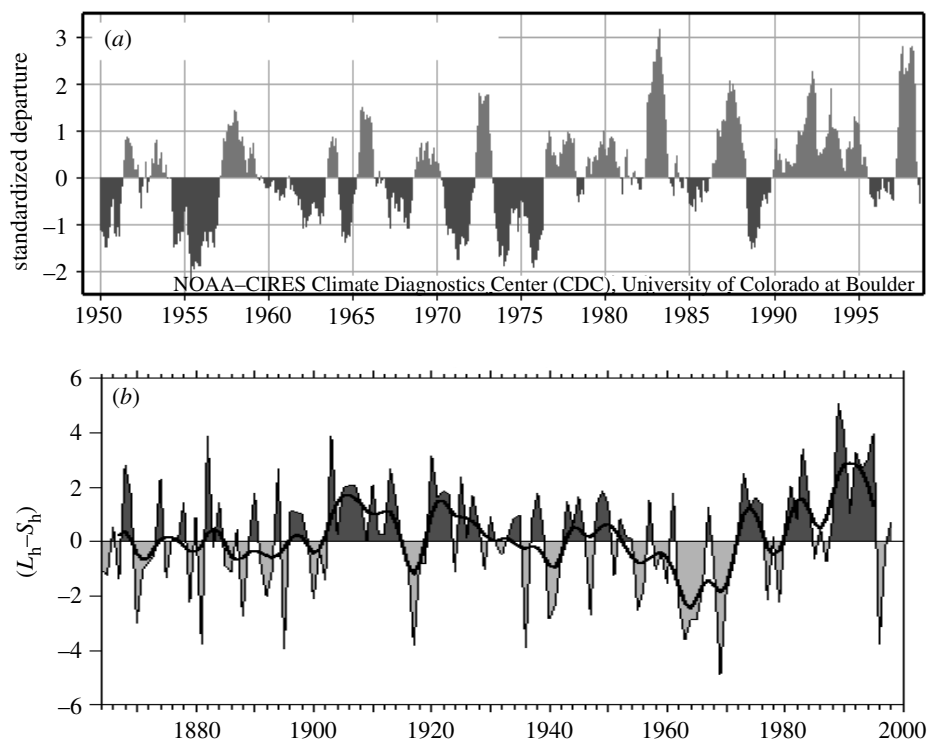 (a)
standardized departure
3
2
1
0
−1
−2
NOAA–CIRES Climate Diagnostics Center (CDC), University of Colorado at Boulder
1950 1955 1960 1965 1970 1975 1980 1985 1990 1995
(b)
(Lh–Sh)
6
4
2
0
−2
−4
−6
1880 1900 1920 1940 1960 1980 2000